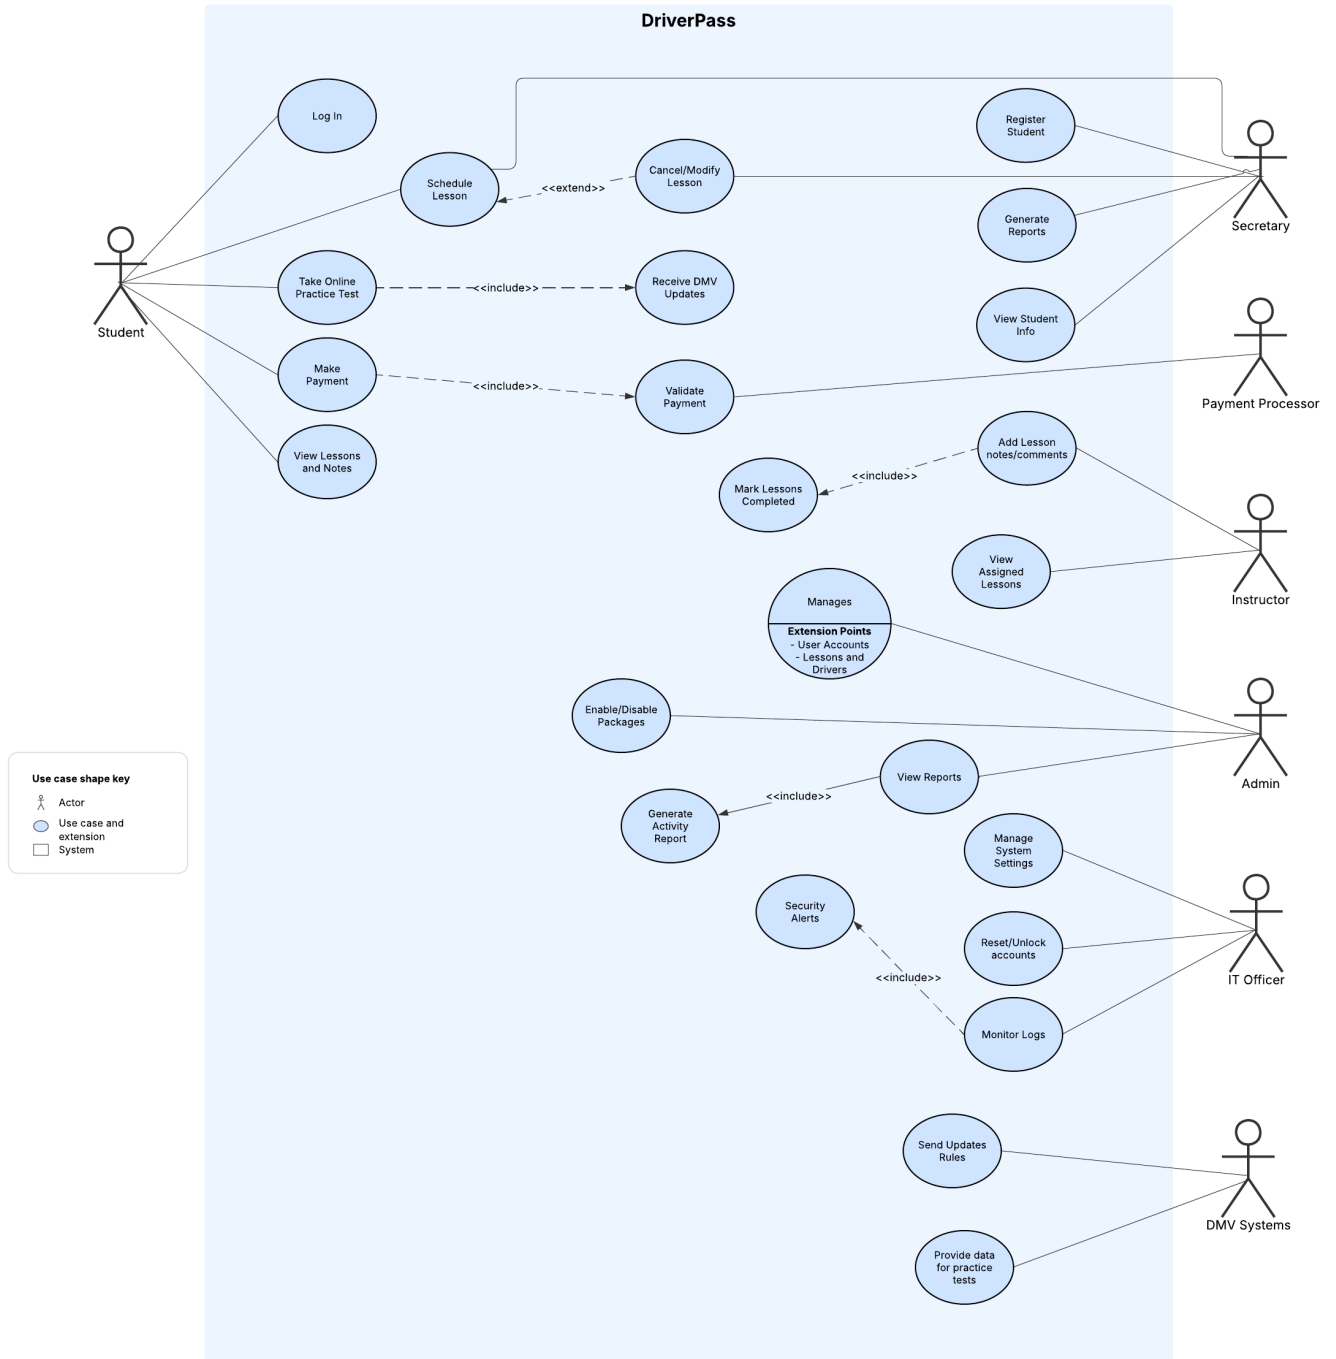 DriverPass
Log In
Register
Student
Schedule
Lesson
<<extend>>
Cancel/Modify
Lesson
Generate
Reports
Secretary
Student
Take Online
Practice Test
<<include>>
Receive DMV
Updates
View Student
Info
Make
Payment
<<include>>
Validate
Payment
Payment Processor
View Lessons
and Notes
Add Lesson
notes/comments
<<include>>
Mark Lessons
Completed
View
Assigned
Lessons
Instructor
Manages
Extension Points
- User Accounts
- Lessons and
Drivers
Enable/Disable
Packages
View Reports
Admin
<<include>>
Generate
Activity
Report
Use case shape key
Actor
Use case and
extension
System
Manage
System
Settings
Security
Alerts
Reset/Unlock
accounts
<<include>>
IT Officer
Monitor Logs
Send Updates
Rules
DMV Systems
Provide data
for practice
tests